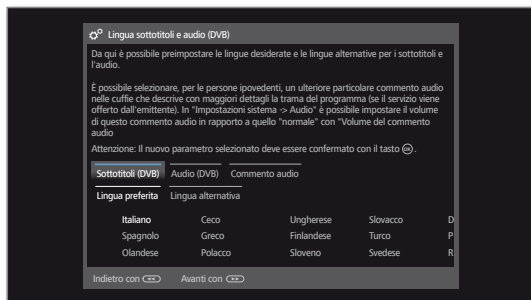 Lingua sottotitoli e audio (DVB)
Da qui è possibile preimpostare le lingue desiderate e le lingue alternative per i sottotitoli e
l'audio.
È possibile selezionare, per le persone ipovedenti, un ulteriore particolare commento audio
nelle cuffie che descrive con maggiori dettagli la trama del programma (se il servizio viene
offerto dall'emittente). In "Impostazioni sistema -> Audio" è possibile impostare il volume
di questo commento audio in rapporto a quello "normale" con "Volume del commento
audio
Attenzione: Il nuovo parametro selezionato deve essere confermato con il tasto OK.
Sottotitoli (DVB) Audio (DVB) Commento audio
Lingua preferita Lingua alternativa
Italiano Ceco Ungherese Slovacco D
Spagnolo Greco Finlandese Turco P
Olandese Polacco Sloveno Svedese R
Indietro con Avanti con